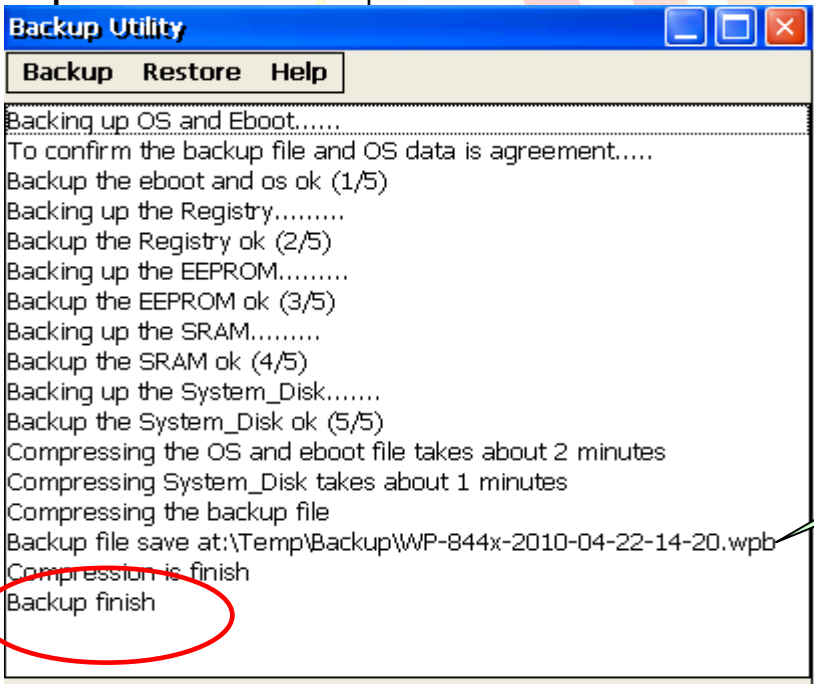 Backup Utility
Backup Restore Help
Backing up OS and Eboot......
To confirm the backup file and OS data is agreement.....
Backup the eboot and os ok (1/5)
Backing up the Registry.........
Backup the Registry ok (2/5)
Backing up the EEPROM.........
Backup the EEPROM ok (3/5)
Backing up the SRAM.........
Backup the SRAM ok (4/5)
Backing up the System_Disk.......
Backup the System_Disk ok (5/5)
Compressing the OS and eboot file takes about 2 minutes
Compressing System_Disk takes about 1 minutes
Compressing the backup file
Backup file save at:\Temp\Backup\WP-844x-2010-04-22-14-20.wpb
Compression is finish
Backup finish